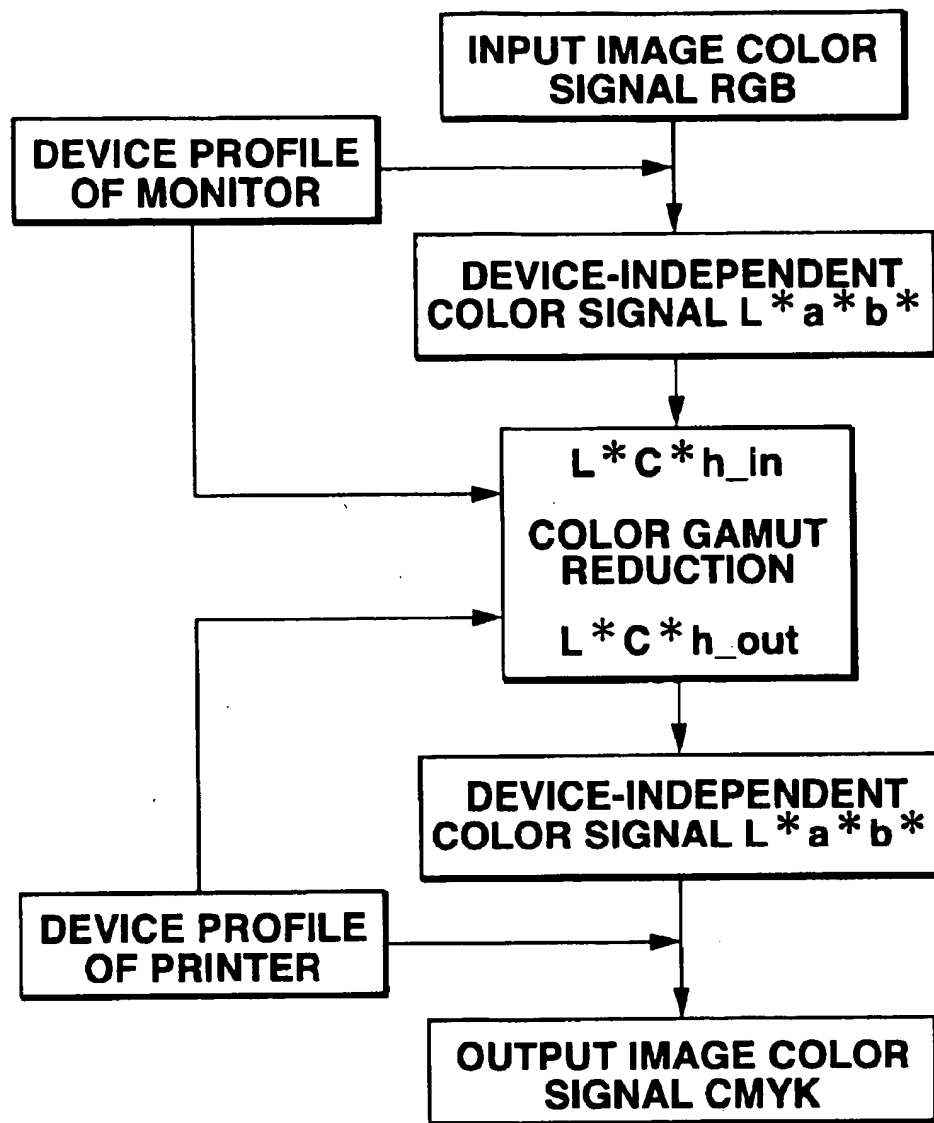 INPUT IMAGE COLOR
SIGNAL RGB
DEVICE PROFILE
OF MONITOR
DEVICE-INDEPENDENT
COLOR SIGNAL L*a*b*
L*C*h_in
COLOR GAMUT
REDUCTION
L*C*h_out
DEVICE-INDEPENDENT
COLOR SIGNAL L*a*b*
DEVICE PROFILE
OF PRINTER
OUTPUT IMAGE COLOR
SIGNAL CMYK